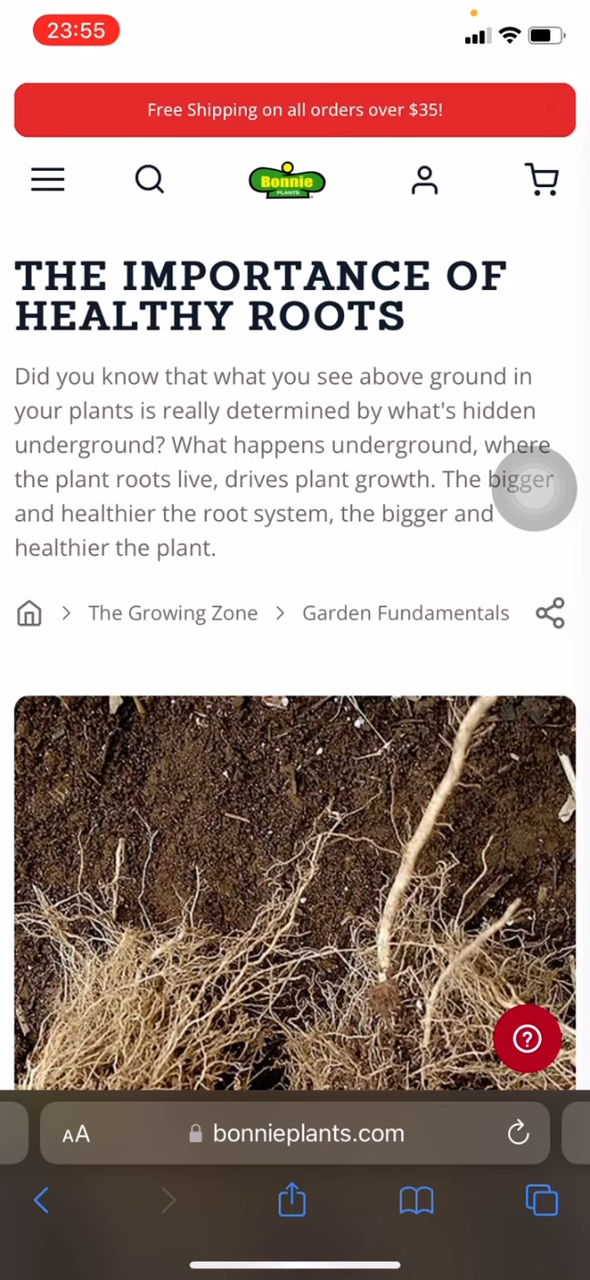 23:55
Free Shipping on all orders over $35!
Bonnie
PLANTS
THE IMPORTANCE OF
HEALTHY ROOTS
Did you know that what you see above ground in
your plants is really determined by what's hidden
underground? What happens underground, where
the plant roots live, drives plant growth. The bigger
and healthier the root system, the bigger and
healthier the plant.
The Growing Zone > Garden Fundamentals
?
AA bonnieplants.com